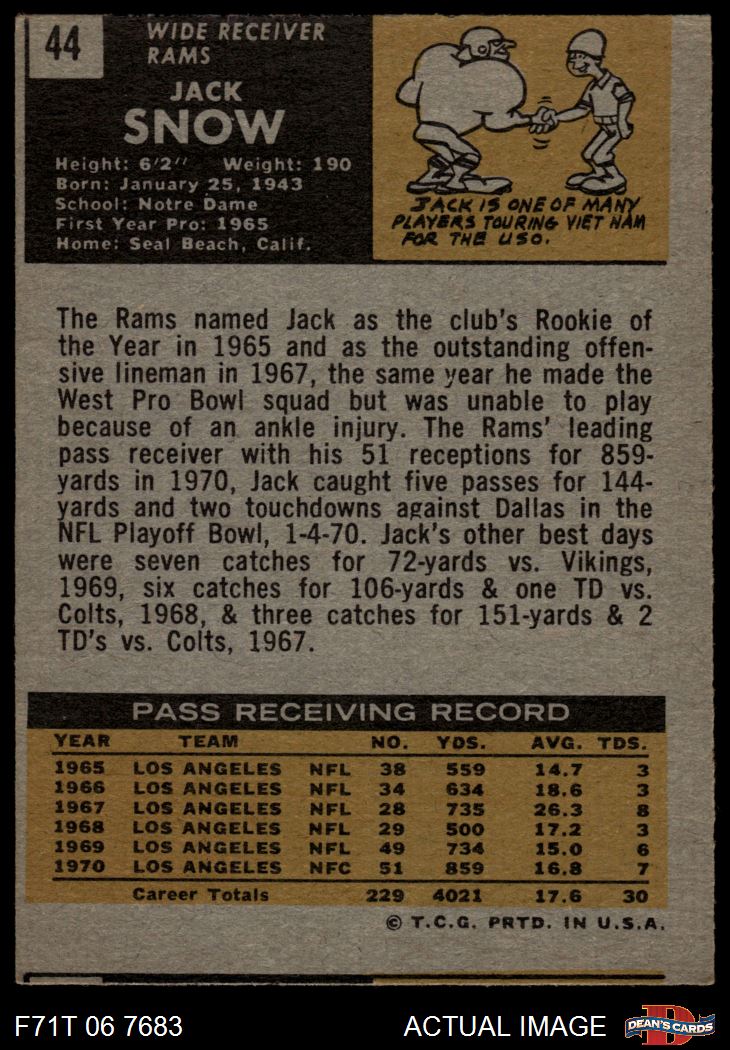 44
WIDE RECEIVER
RAMS
JACK
SNOW
Height: 6'2" Weight: 190
Born: January 25, 1943
School: Notre Dame
First Year Pro: 1965
Home: Seal Beach, Calif.
JACK IS ONE OF MANY
PLAYERS TOURING VIET NAM
FOR THE USO.
The Rams named Jack as the club's Rookie of
the Year in 1965 and as the outstanding offen-
sive lineman in 1967, the same year he made the
West Pro Bowl squad but was unable to play
because of an ankle injury. The Rams' leading
pass receiver with his 51 receptions for 859-
yards in 1970, Jack caught five passes for 144-
yards and two touchdowns against Dallas in the
NFL Playoff Bowl, 1-4-70. Jack's other best days
were seven catches for 72-yards vs. Vikings,
1969, six catches for 106-yards & one TD vs.
Colts, 1968, & three catches for 151-yards & 2
TD's vs. Colts, 1967.
PASS RECEIVING RECORD
YEAR TEAM NO. YDS. AVG. TDS.
1965 LOS ANGELES NFL 38 559 14.7 3
1966 LOS ANGELES NFL 34 634 18.6 3
1967 LOS ANGELES NFL 28 735 26.3 8
1968 LOS ANGELES NFL 29 500 17.2 3
1969 LOS ANGELES NFL 49 734 15.0 6
1970 LOS ANGELES NFC 51 859 16.8 7
Career Totals 229 4021 17.6 30
© T.C.G. PRTD. IN U.S.A.
F71T 06 7683 ACTUAL IMAGE
D
DEAN'S CARDS